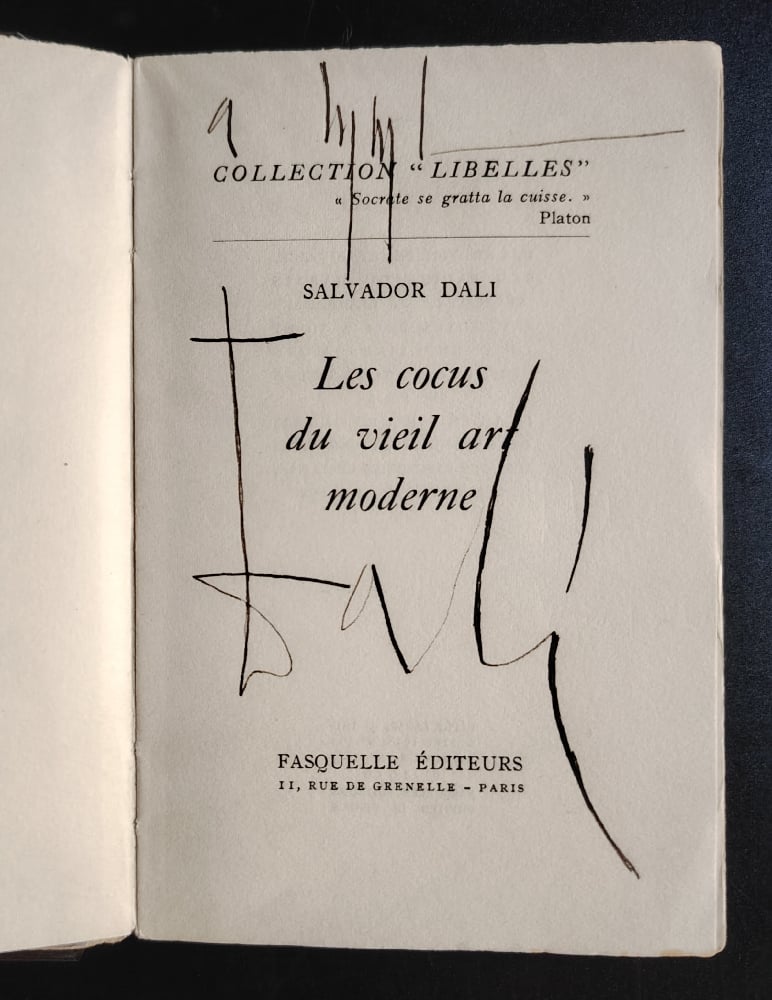 a
COLLECTION “ LIBELLES”
« Socrate se gratta la cuisse. »
Platon
SALVADOR DALI
Les cocus
du vieil art
moderne
Dali
FASQUELLE ÉDITEURS
11, RUE DE GRENELLE – PARIS